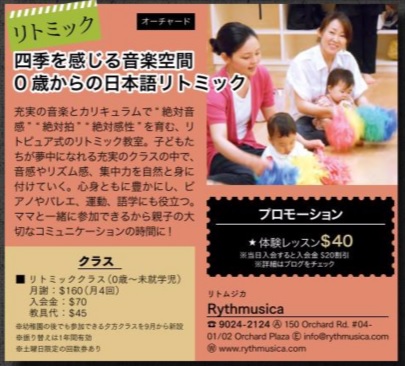 リトミック
オーチャード
四季を感じる音楽空間
0歳からの日本語リトミック
充実の音楽とカリキュラムで“絶対音
感”“絶対拍”“絶対感性”を育む、リ
トピュア式のリトミック教室。子どもた
ちが夢中になれる充実のクラスの中で、
音感やリズム感、集中力を自然と身に
付けていく。心身ともに豊かにし、ピ
アノやバレエ、運動、語学にも役立つ。
ママと一緒に参加できるから親子の大
切なコミュニケーションの時間に!
クラス
■ リトミッククラス(0歳〜未就学児)
月謝:$160(月4回)
入会金:$70
教具代:$45
※幼稚園の後でも参加できる夕方クラスを9月から新設
※振り替えは1年間有効
※土曜日限定の回数券あり
プロモーション
★体験レッスン$40
※当日入会すると入会金 $20割引
※詳細はブログをチェック
リトムジカ
Rythmusica
☎ 9024-2124 Ⓐ 150 Orchard Rd. #04-
01/02 Orchard Plaza Ⓔ info@rythmusica.com
Ⓦ www.rythmusica.com